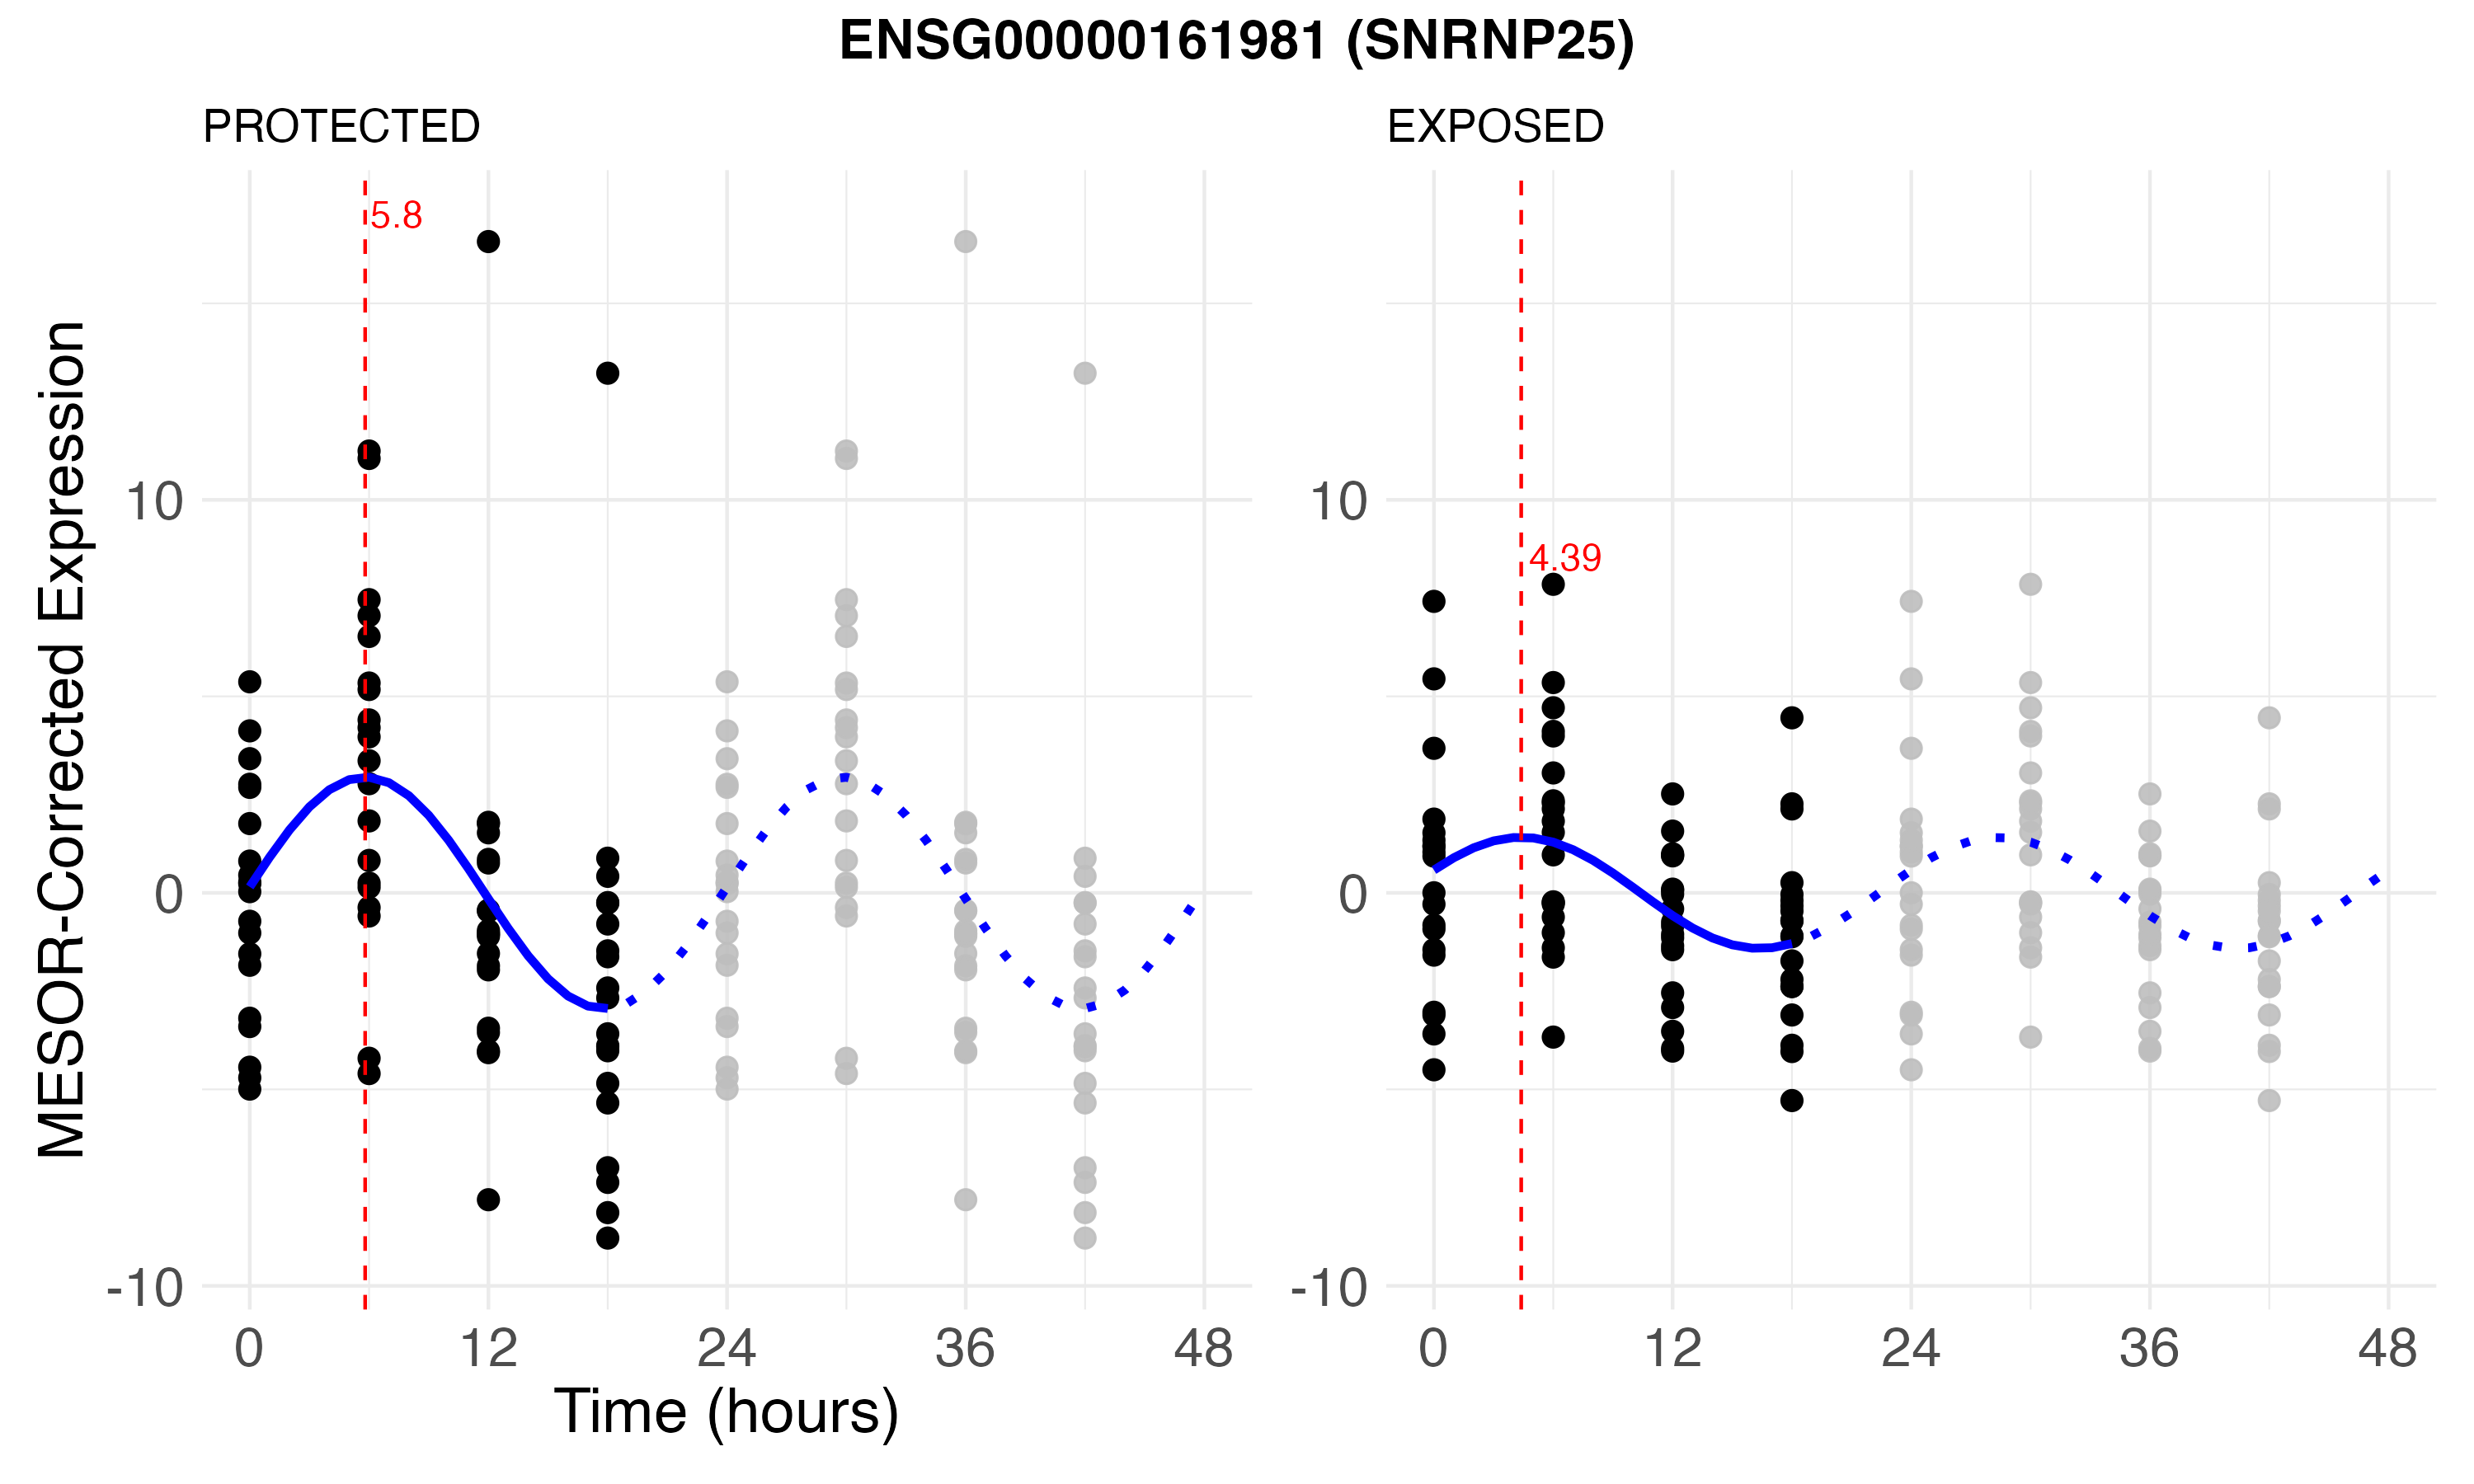 ENSG00000161981 (SNRNP25)
PROTECTED
EXPOSED
5.8
4.39
MESOR-Corrected Expression
10
0
-10
10
0
-10
0 12 24 36 48
0 12 24 36 48
Time (hours)